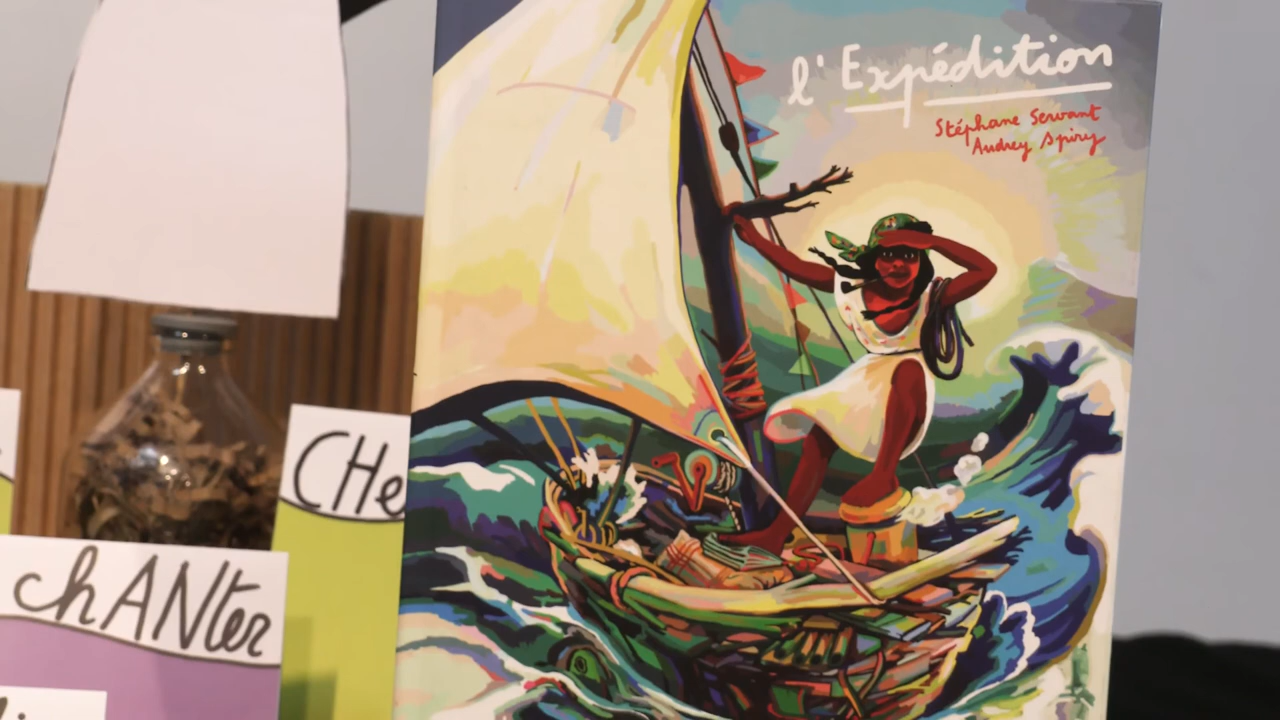 l'Expédition
Stéphane Servant
Audrey Spiry
CHe
chANter